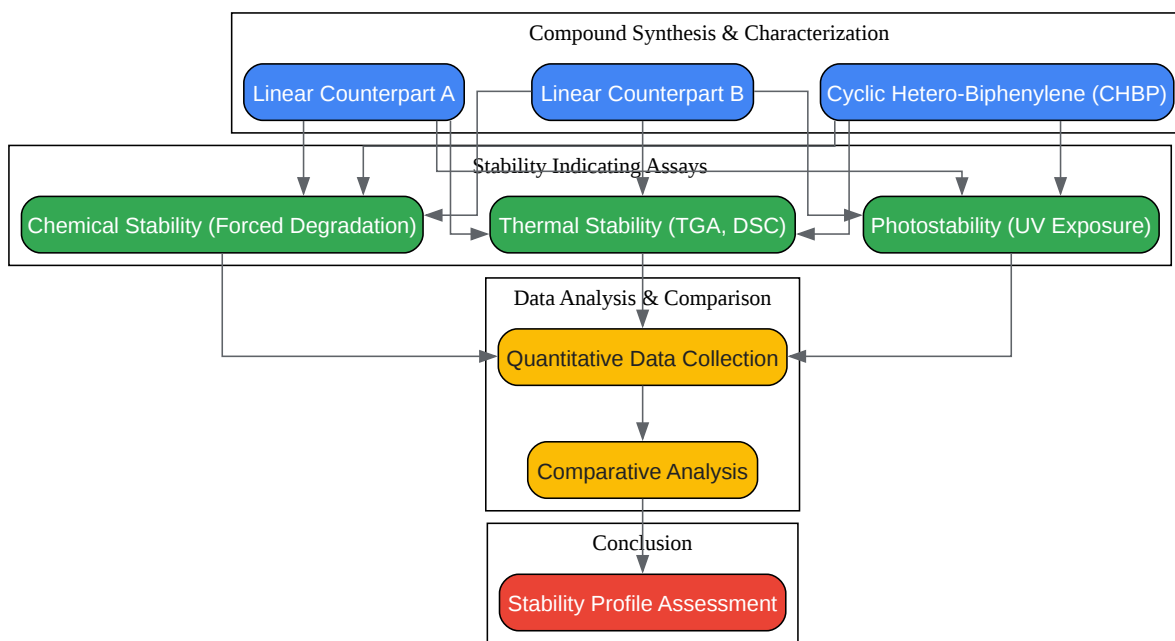 Compound Synthesis & Characterization
Linear Counterpart A
Linear Counterpart B
Cyclic Hetero-Biphenylene (CHBP)
Stability Indicating Assays
Chemical Stability (Forced Degradation)
Thermal Stability (TGA, DSC)
Photostability (UV Exposure)
Data Analysis & Comparison
Quantitative Data Collection
Comparative Analysis
Conclusion
Stability Profile Assessment